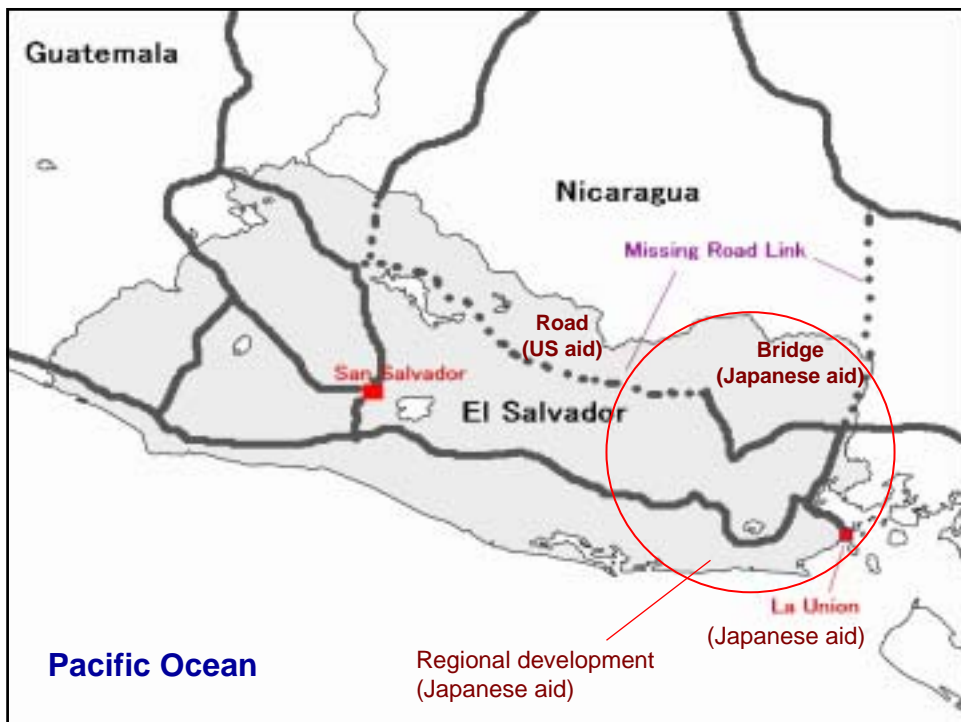 Guatemala
Nicaragua
Missing Road Link
Road
(US aid)
Bridge
(Japanese aid)
San Salvador
El Salvador
La Union
(Japanese aid)
Regional development
(Japanese aid)
Pacific Ocean